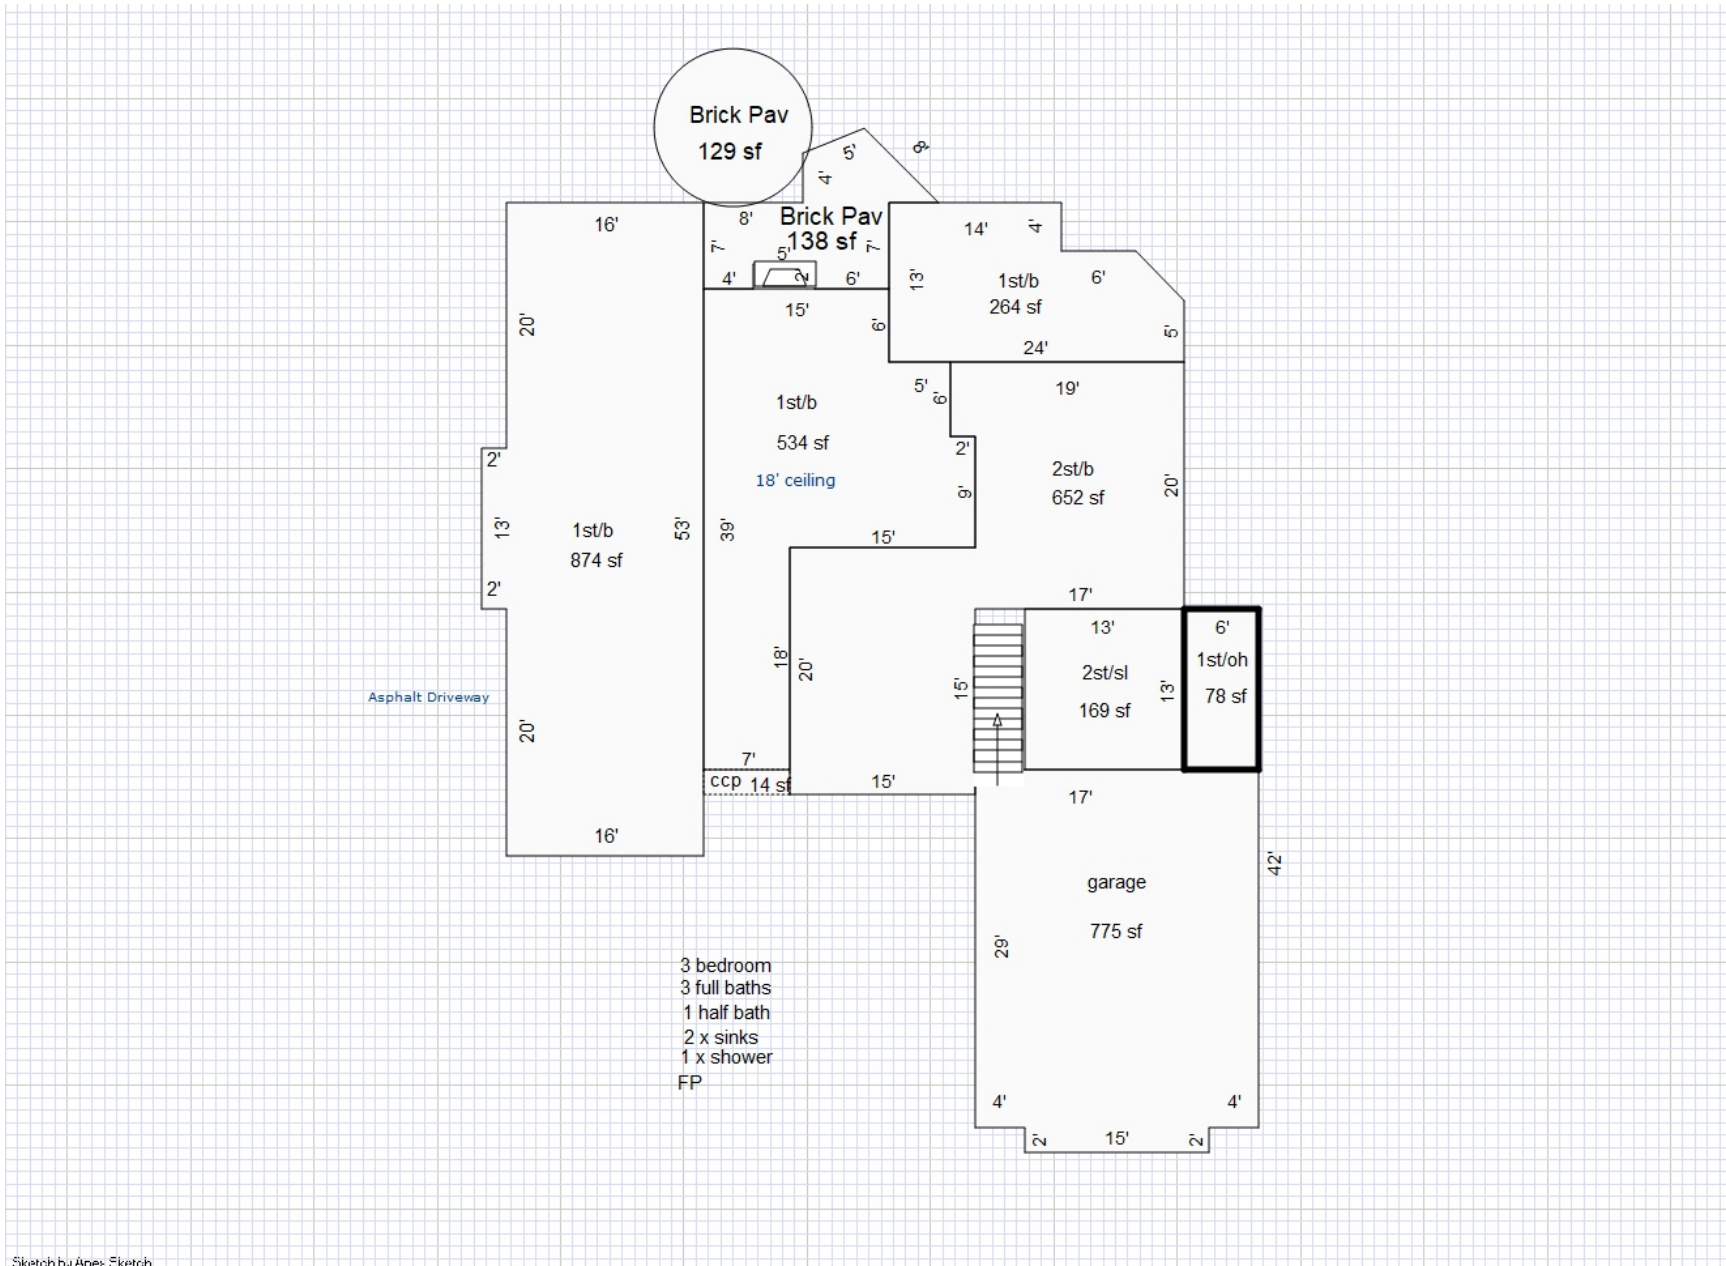 Brick Pav
129 sf
5'
8'
4'
16'
8'
Brick Pav
138 sf
7'
7'
5'
2'
4'
6'
14'
4'
13'
1st/b
264 sf
6'
5'
24'
15'
6'
20'
5'
6'
19'
1st/b
534 sf
18' ceiling
2'
9'
2st/b
652 sf
20'
2'
13'
2'
1st/b
874 sf
53'
39'
15'
17'
18'
20'
15'
13'
2st/sl
169 sf
13'
6'
1st/oh
78 sf
Asphalt Driveway
20'
7'
ccp 14 sf
15'
17'
16'
42'
garage
775 sf
29'
3 bedroom
3 full baths
1 half bath
2 x sinks
1 x shower
FP
4'
4'
2'
15'
2'
Sketch by Apex Sketch